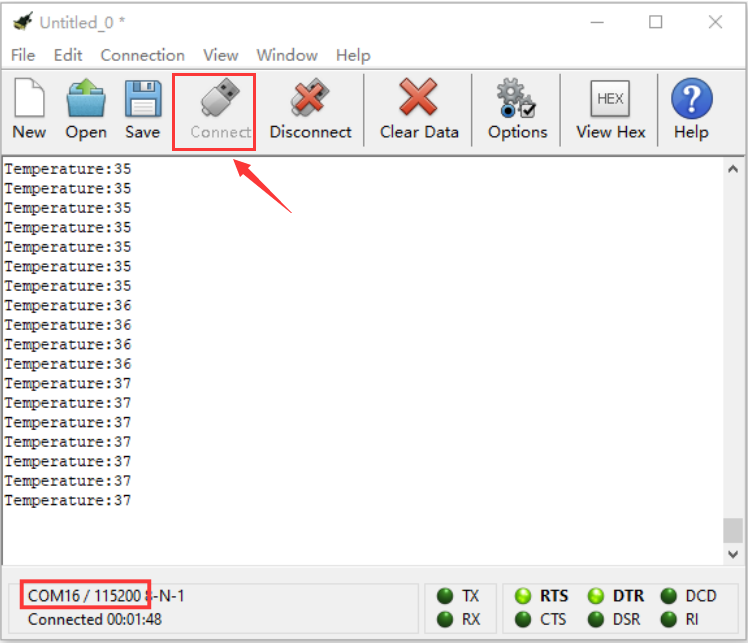 Untitled_0 *
File Edit Connection View Window Help
New Open Save Connect Disconnect Clear Data Options HEX View Hex ? Help
Temperature:35
Temperature:35
Temperature:35
Temperature:35
Temperature:35
Temperature:35
Temperature:35
Temperature:36
Temperature:36
Temperature:36
Temperature:36
Temperature:37
Temperature:37
Temperature:37
Temperature:37
Temperature:37
Temperature:37
Temperature:37
COM16 / 115200 8-N-1
Connected 00:01:48
TX RTS DTR DCD
RX CTS DSR RI